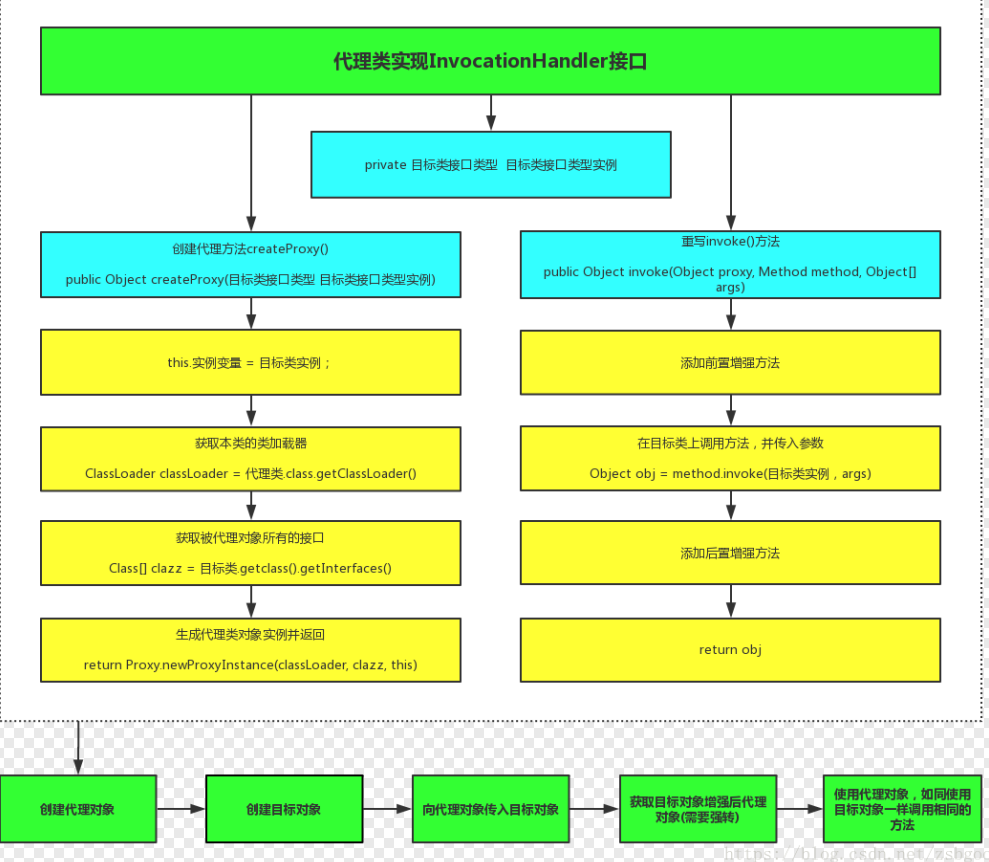 代理类实现InvocationHandler接口
private 目标类接口类型 目标类接口类型实例
创建代理方法createProxy()
public Object createProxy(目标类接口类型 目标类接口类型实例)
this.实例变量 = 目标类实例；
获取本类的类加载器
ClassLoader classLoader = 代理类.class.getClassLoader()
获取被代理对象所有的接口
Class[] clazz = 目标类.getclass().getInterfaces()
生成代理类对象实例并返回
return Proxy.newProxyInstance(classLoader, clazz, this)
重写invoke()方法
public Object invoke(Object proxy, Method method, Object[]
args)
添加前置增强方法
在目标类上调用方法，并传入参数
Object obj = method.invoke(目标类实例，args)
添加后置增强方法
return obj
创建代理对象
创建目标对象
向代理对象传入目标对象
获取目标对象增强后代理
对象(需要强转)
使用代理对象，如同使用
目标对象一样调用相同的
方法
https://blog.csdn.net/zsbgoc